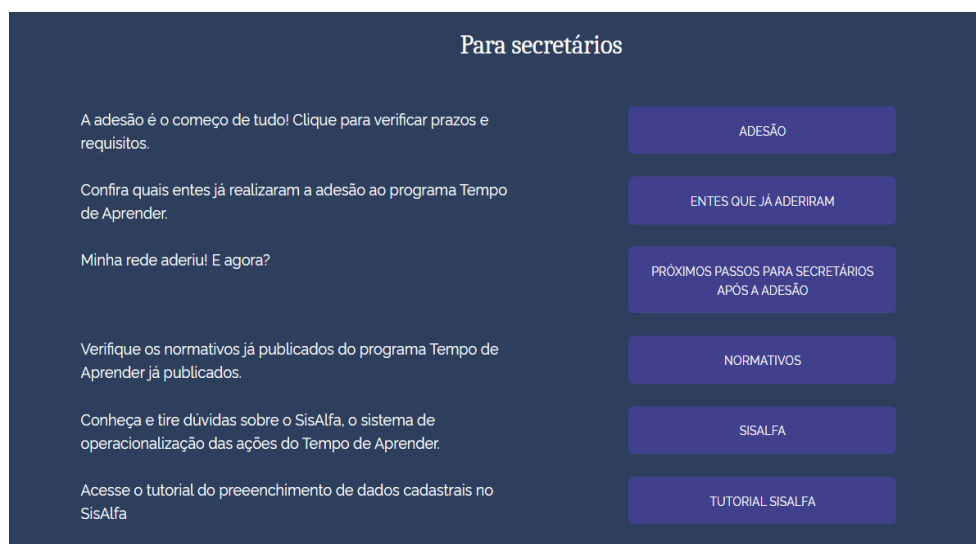 Para secretários
A adesão é o começo de tudo! Clique para verificar prazos e
requisitos.
ADESÃO
Confira quais entes já realizaram a adesão ao programa Tempo
de Aprender.
ENTES QUE JÁ ADERIRAM
Minha rede aderiu! E agora?
PRÓXIMOS PASSOS PARA SECRETÁRIOS
APÓS A ADESÃO
Verifique os normativos já publicados do programa Tempo de
Aprender já publicados.
NORMATIVOS
Conheça e tire dúvidas sobre o SisAlfa, o sistema de
operacionalização das ações do Tempo de Aprender.
SISALFA
Acesse o tutorial do preeenchimento de dados cadastrais no
SisAlfa
TUTORIAL SISALFA